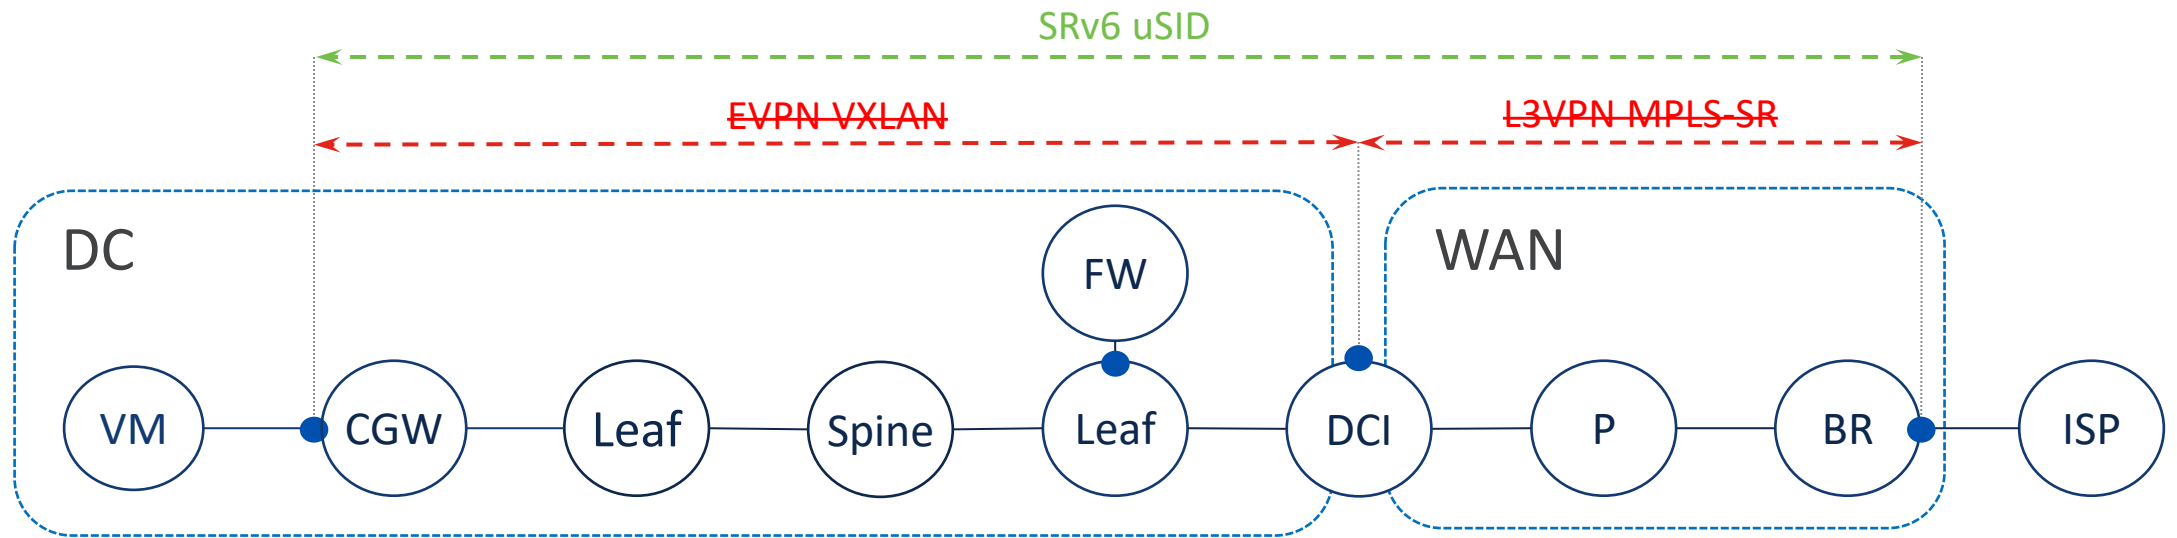 SRv6 uSID
EVPN VXLAN
L3VPN MPLS-SR
DC
WAN
FW
VM
CGW
Leaf
Spine
Leaf
DCI
P
BR
ISP